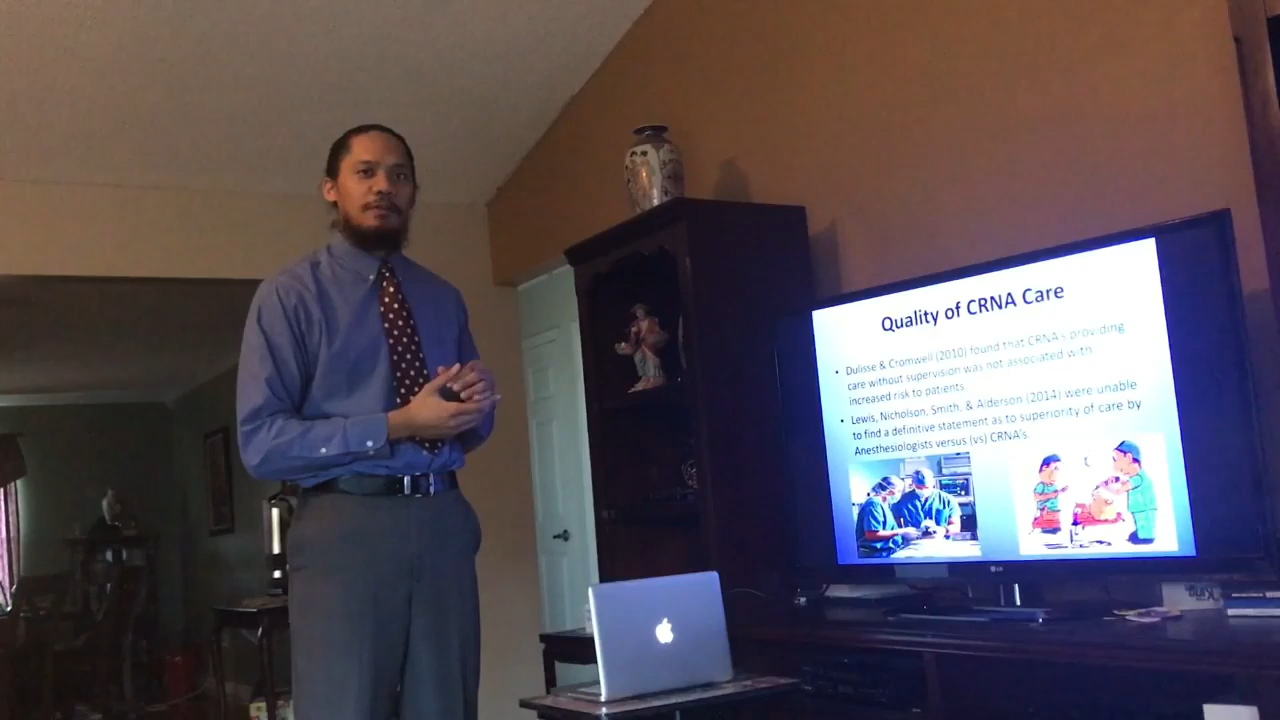 Quality of CRNA Care
• Dulisse & Cromwell (2010) found that CRNA's providing
care without supervision was not associated with
increased risk to patients
• Lewis, Nicholson, Smith, & Alderson (2014) were unable
to find a definitive statement as to superiority of care by
Anesthesiologists versus (vs) CRNA's
LG